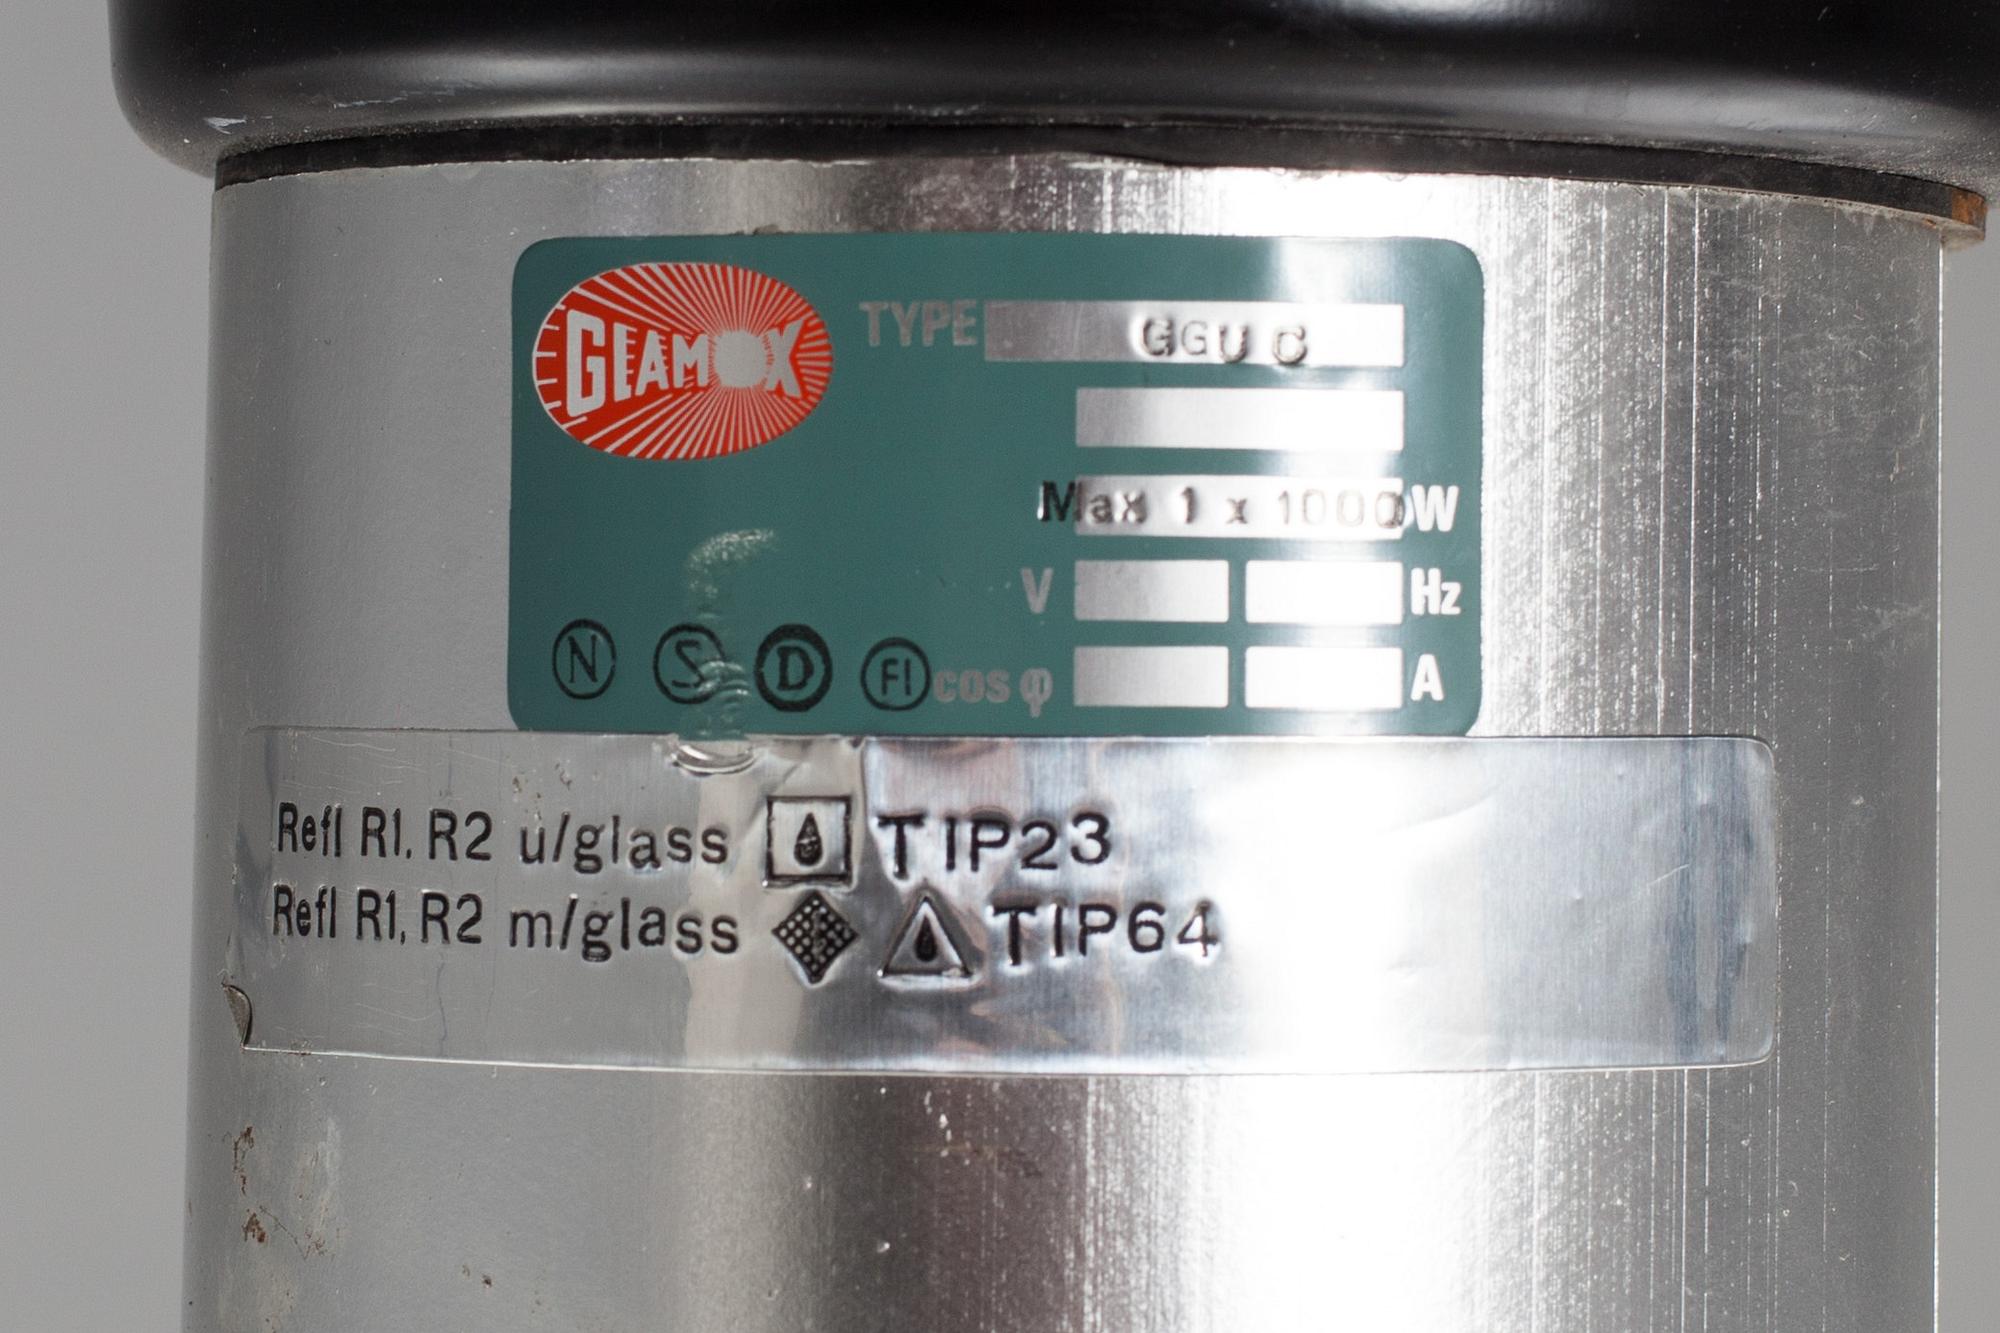 GLAMOX
TYPE GGU C
Max 1 x 1000 W
V Hz
N S D FI cos φ A
Refl R1, R2 u/glass TIP23
Refl R1, R2 m/glass TIP64